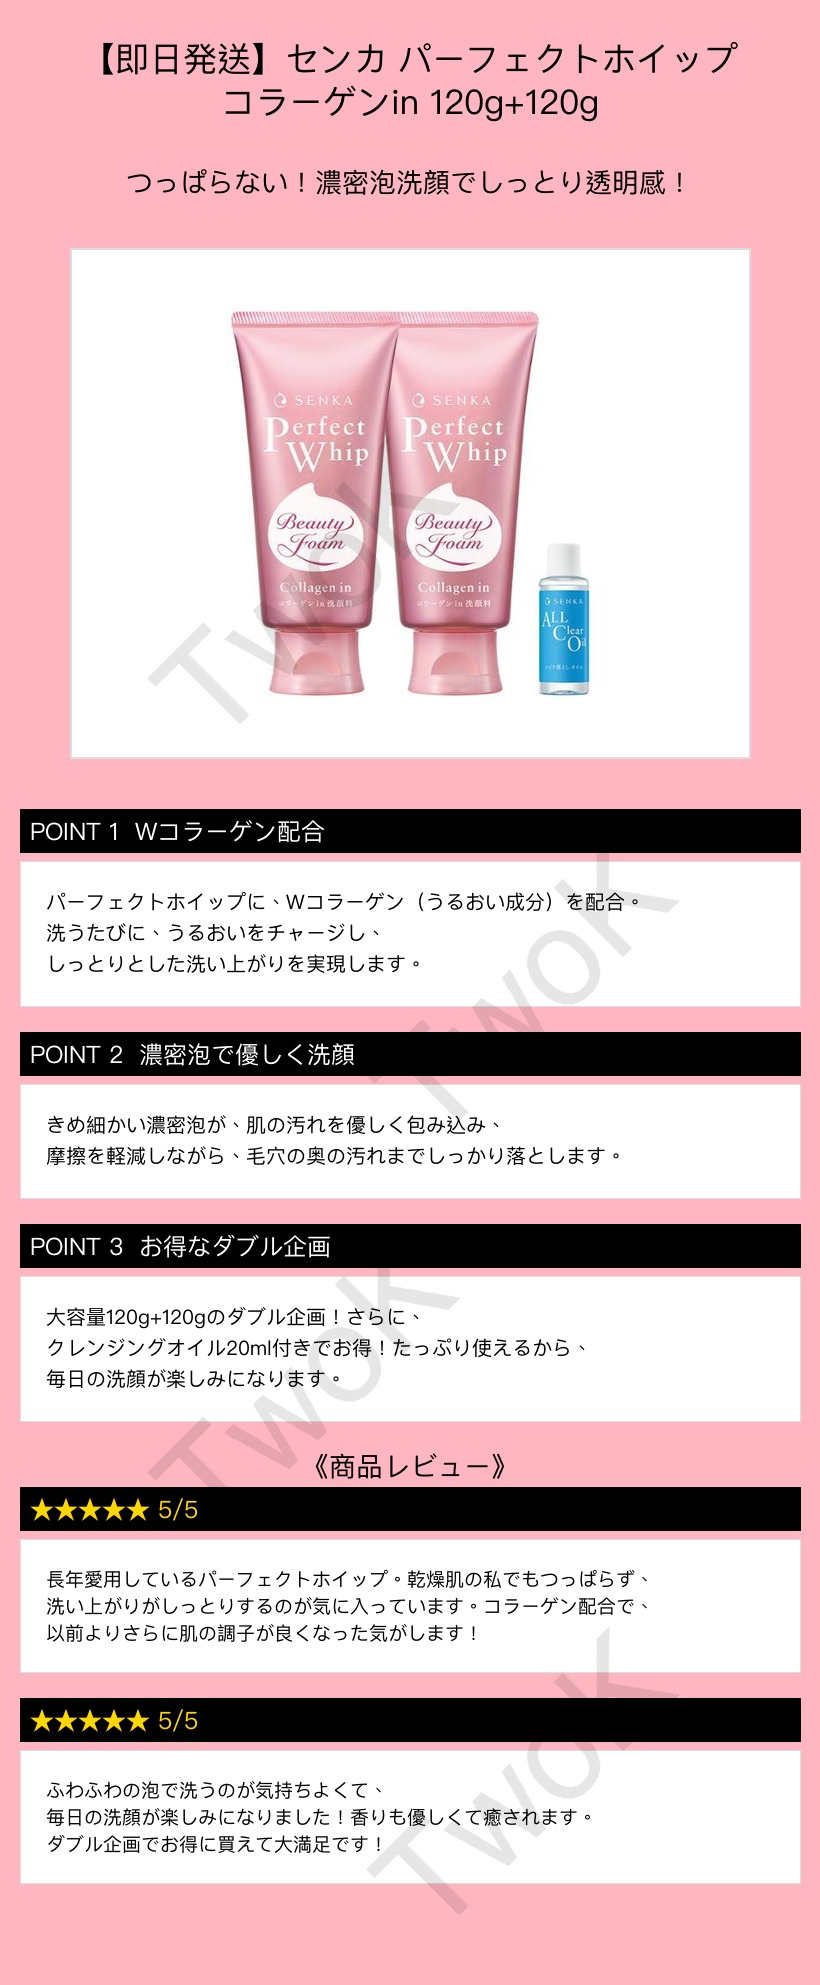 【即日発送】センカ パーフェクトホイップ
コラーゲンin 120g+120g
つっぱらない！濃密泡洗顔でしっとり透明感！
SENKA
Perfect
Whip
Beauty
Foam
Collagen in
コラーゲン in 洗顔料
SENKA
Perfect
Whip
Beauty
Foam
Collagen in
コラーゲン in 洗顔料
SENKA
ALL
Clear
Oil
メイク落としオイル
TwoK
POINT 1 Wコラーゲン配合
パーフェクトホイップに、Wコラーゲン（うるおい成分）を配合。
洗うたびに、うるおいをチャージし、
しっとりとした洗い上がりを実現します。
TwoK
POINT 2 濃密泡で優しく洗顔
きめ細かい濃密泡が、肌の汚れを優しく包み込み、
摩擦を軽減しながら、毛穴の奥の汚れまでしっかり落とします。
POINT 3 お得なダブル企画
大容量120g+120gのダブル企画！さらに、
クレンジングオイル20ml付きでお得！たっぷり使えるから、
毎日の洗顔が楽しみになります。
TwoK
《商品レビュー》
★★★★★ 5/5
長年愛用しているパーフェクトホイップ。乾燥肌の私でもつっぱらず、
洗い上がりがしっとりするのが気に入っています。コラーゲン配合で、
以前よりさらに肌の調子が良くなった気がします！
★★★★★ 5/5
ふわふわの泡で洗うのが気持ちよくて、
毎日の洗顔が楽しみになりました！香りも優しくて癒されます。
ダブル企画でお得に買えて大満足です！
TwoK